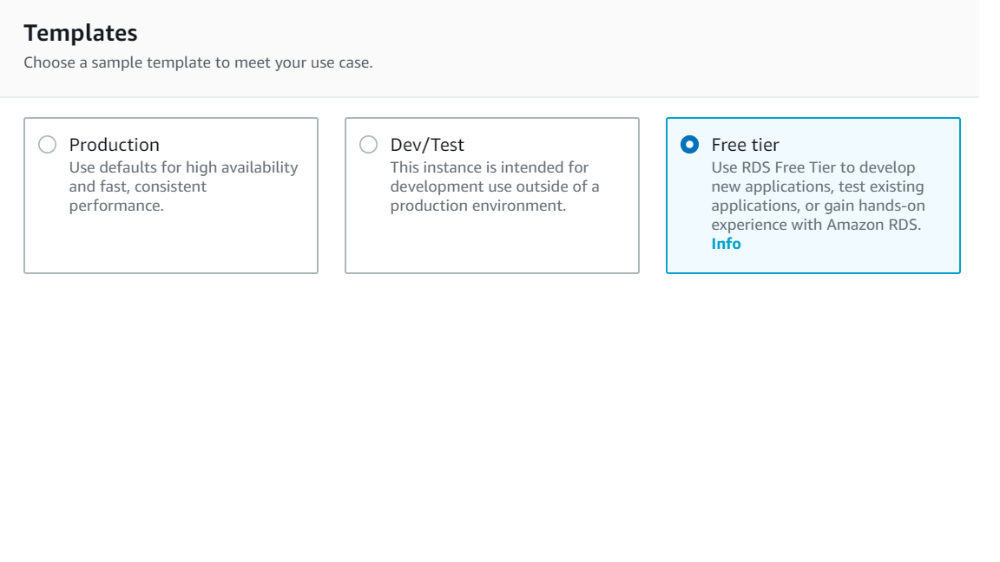 Templates
Choose a sample template to meet your use case.
Production
Use defaults for high availability
and fast, consistent
performance.
Dev/Test
This instance is intended for
development use outside of a
production environment.
Free tier
Use RDS Free Tier to develop
new applications, test existing
applications, or gain hands-on
experience with Amazon RDS.
Info